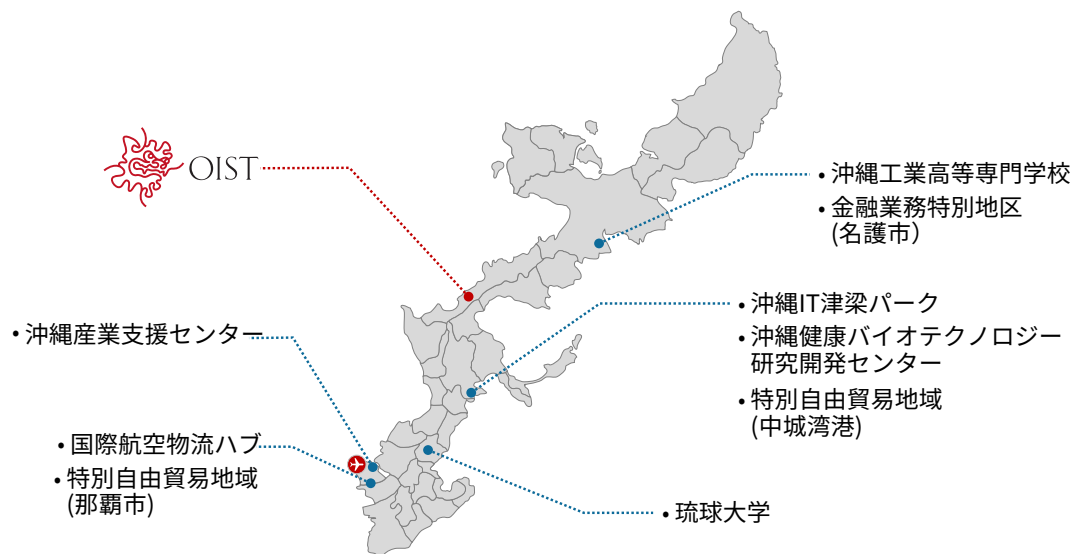 OIST
• 沖縄工業高等専門学校
• 金融業務特別地区
(名護市）
• 沖縄IT津梁パーク
• 沖縄健康バイオテクノロジー
研究開発センター
• 特別自由貿易地域
(中城湾港)
• 沖縄産業支援センター
• 国際航空物流ハブ
• 特別自由貿易地域
(那覇市)
• 琉球大学